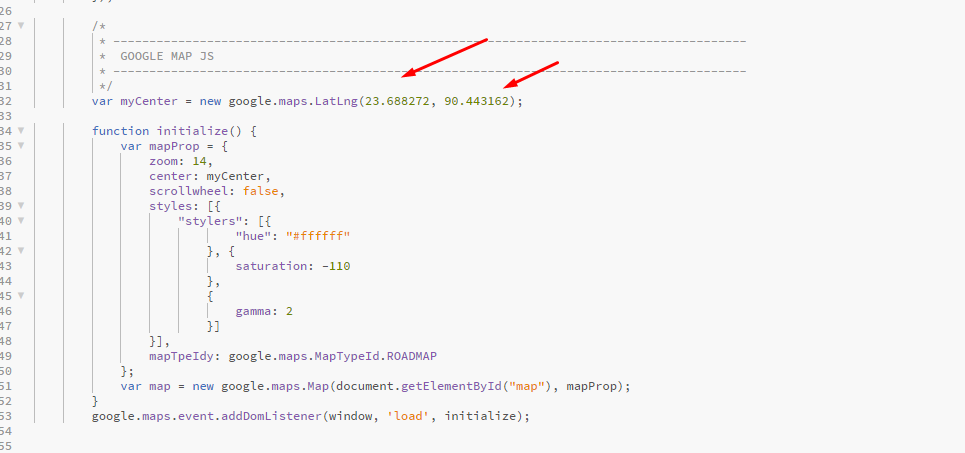 26
27 /*
28 * ----------------------------------------------------------------------------------------
29 * GOOGLE MAP JS
30 * ----------------------------------------------------------------------------------------
31 */
32 var myCenter = new google.maps.LatLng(23.688272, 90.443162);
33
34 function initialize() {
35 var mapProp = {
36 zoom: 14,
37 center: myCenter,
38 scrollwheel: false,
39 styles: [{
40 "stylers": [{
41 "hue": "#ffffff"
42 }, {
43 saturation: -110
44 },
45 {
46 gamma: 2
47 }]
48 }],
49 mapTpeIdy: google.maps.MapTypeId.ROADMAP
50 };
51 var map = new google.maps.Map(document.getElementById("map"), mapProp);
52 }
53 google.maps.event.addDomListener(window, 'load', initialize);
54
55